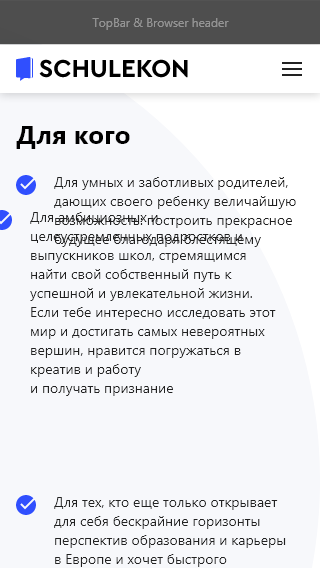 TopBar & Browser header
SCHULEKON
Для кого
Для умных и заботливых родителей,
дающих своего ребенку величайшую
возможность: построить прекрасное
будущее благодаря блестящему
Для амбициозных и
целеустремленных подростков и
выпускников школ, стремящимся
найти свой собственный путь к
успешной и увлекательной жизни.
Если тебе интересно исследовать этот
мир и достигать самых невероятных
вершин, нравится погружаться в
креатив и работу
и получать признание
Для тех, кто еще только открывает
для себя бескрайние горизонты
перспектив образования и карьеры
в Европе и хочет быстрого